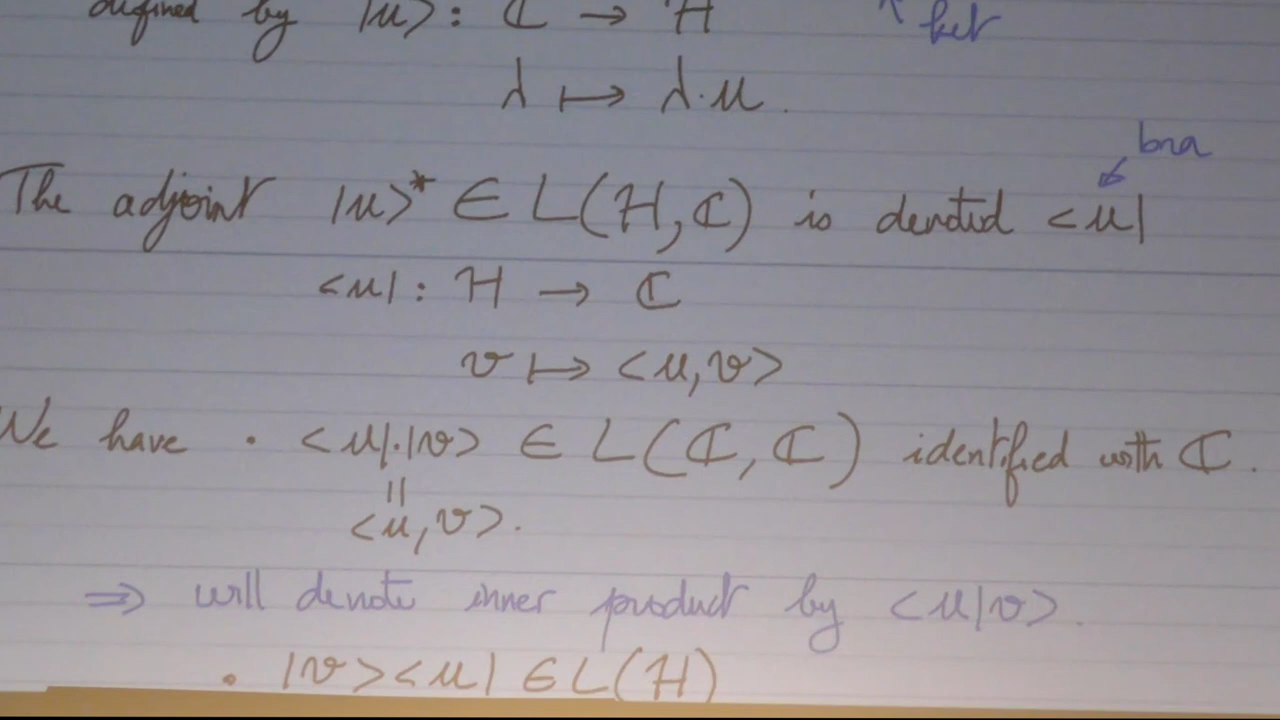 defined by |u>: ℂ → H ↖ ket
λ ↦ λ·u.
bra
The adjoint |u>* ∈ L(H,ℂ) is denoted <u|
<u| : H → ℂ
v ↦ <u,v>
We have · <u|·|v> ∈ L(ℂ,ℂ) identified with ℂ.
||
<u,v>.
⇒ will denote inner product by <u|v>.
· |v><u| ∈ L(H)